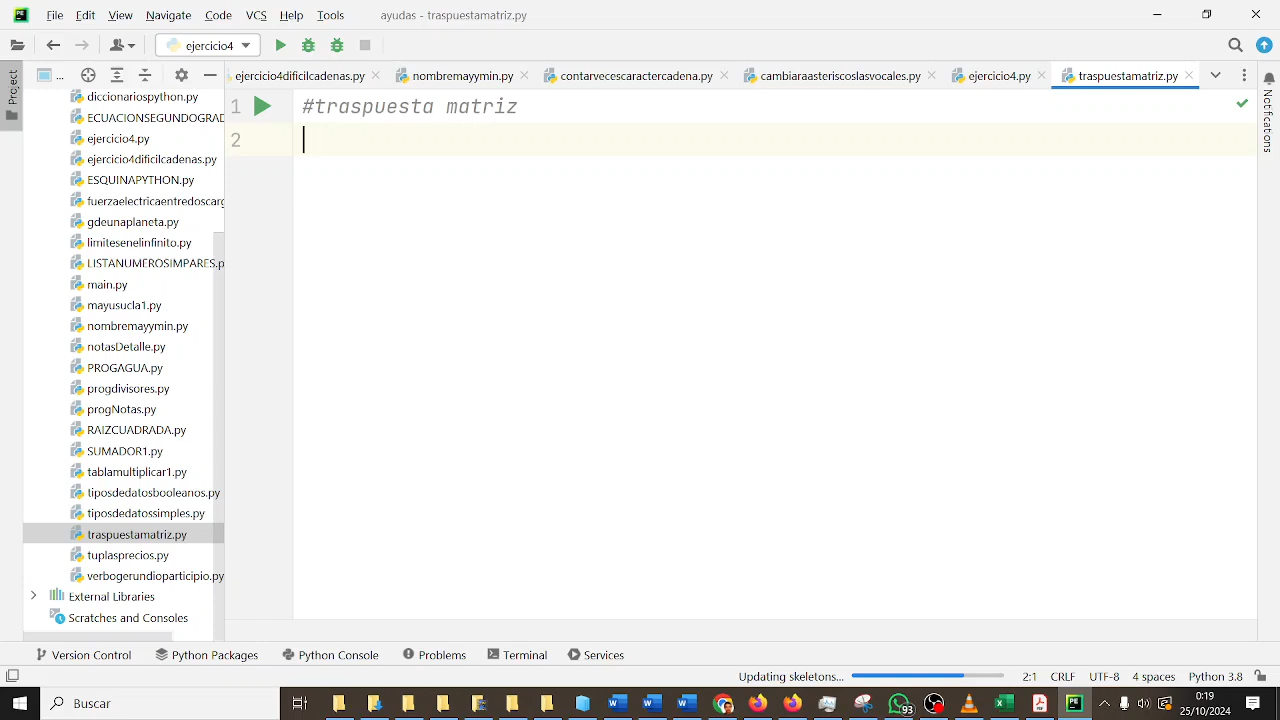 File Edit View Navigate Code VCS Help Tools ayudas - traspuestamatriz.py
ejercicio4
... ejercicio4dificilcadenas.py nombremayymin.py contarvecescaractercadena.py cambiaraastericoslasvocales.py ejercicio4.py traspuestamatriz.py
Project
Notifications
1 #traspuesta matriz
2
diccionariospython.py
ECUACIONSEGUNDOGRAD
ejercicio4.py
ejercicio4dificilcadenas.py
ESQUINAPYTHON.py
fuerzaelectricaentredoscarg
gdeunaplaneta.py
limitesenelinfinito.py
LISTANUMEROSIMPARES.p
main.py
mayusucla1.py
nombremayymin.py
notasDetalle.py
PROGAGUA.py
progdivisores.py
progNotas.py
RAIZCUADRADA.py
SUMADOR1.py
tablamultiplicar1.py
tiposdedatosbooleanos.py
tiposdedatossimples.py
traspuestamatriz.py
tuplasprecios.py
verbogerundioparticipio.py
External Libraries
Scratches and Consoles
Version Control Python Packages Python Console Problems Terminal Services
Updating skeletons... 2:1 CRLF UTF-8 4 spaces Python 3.8
Buscar 93 0:19
25/10/2024